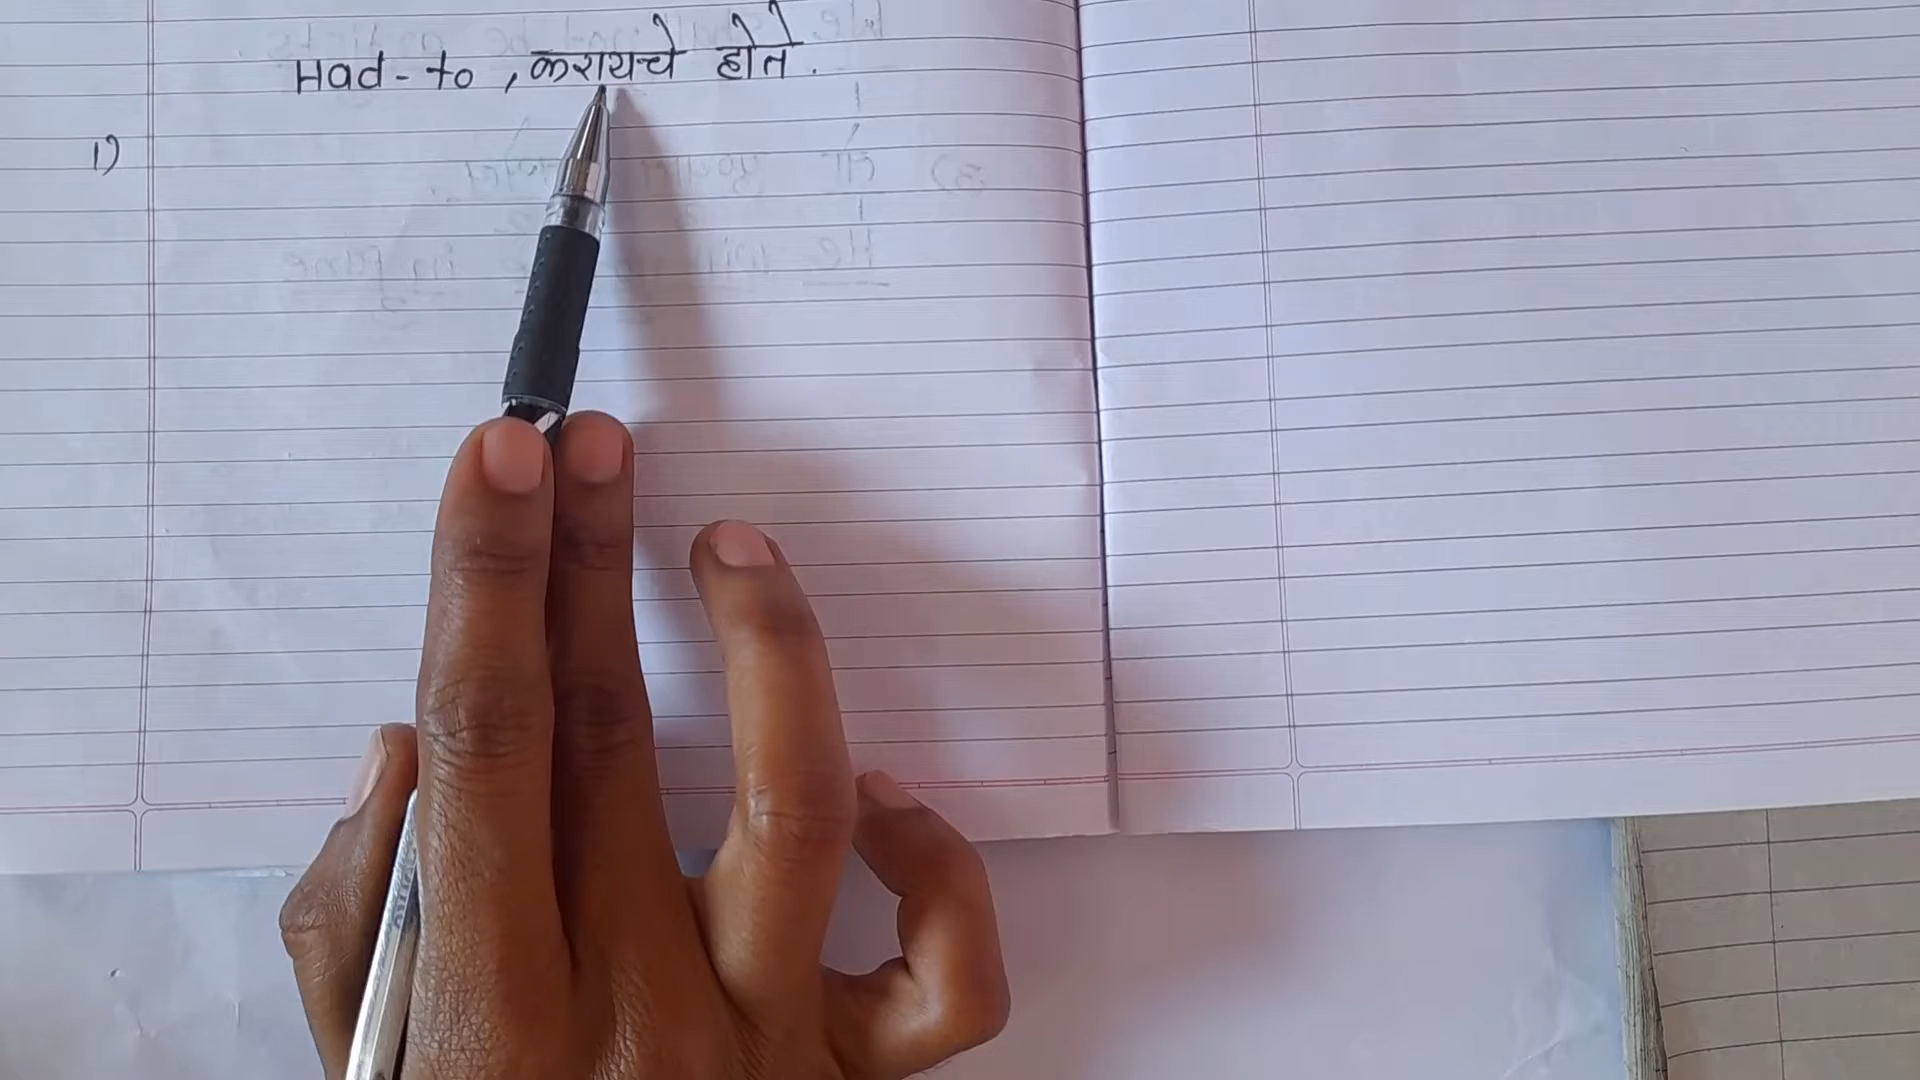 Had - to , करायचे होते .
1)